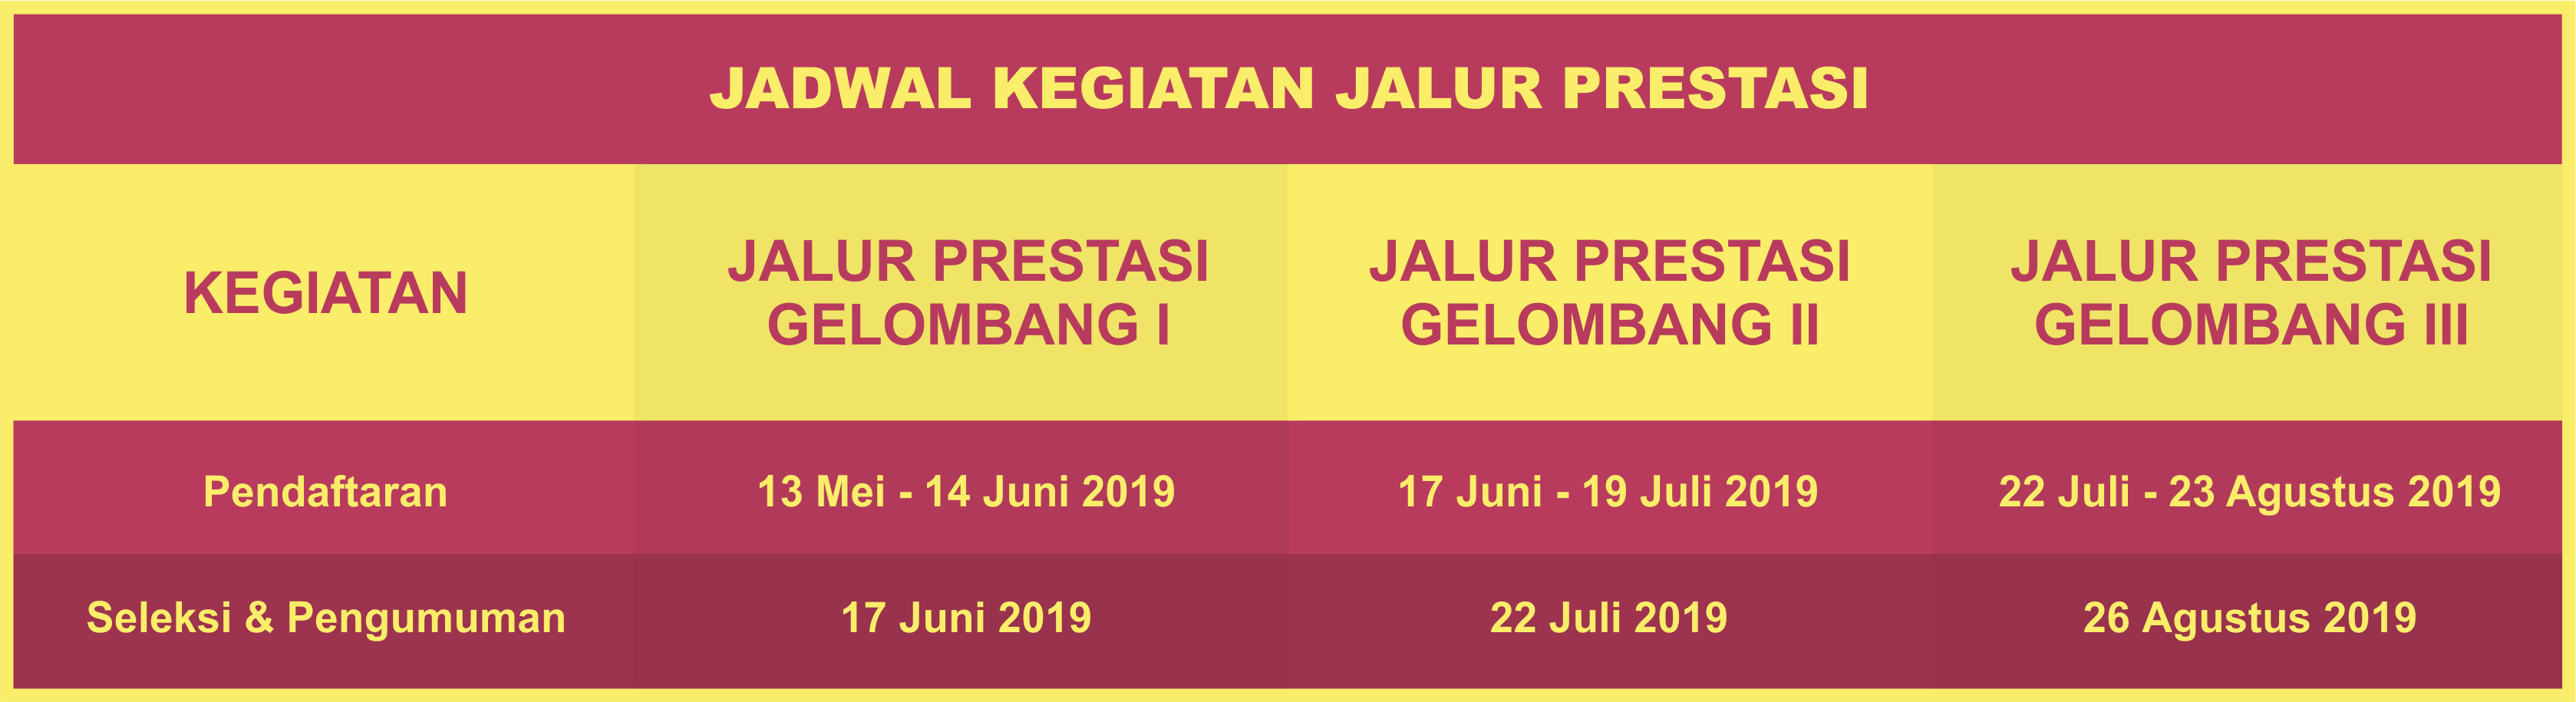 JADWAL KEGIATAN JALUR PRESTASI
KEGIATAN
JALUR PRESTASI
GELOMBANG I
JALUR PRESTASI
GELOMBANG II
JALUR PRESTASI
GELOMBANG III
Pendaftaran
13 Mei - 14 Juni 2019
17 Juni - 19 Juli 2019
22 Juli - 23 Agustus 2019
Seleksi & Pengumuman
17 Juni 2019
22 Juli 2019
26 Agustus 2019